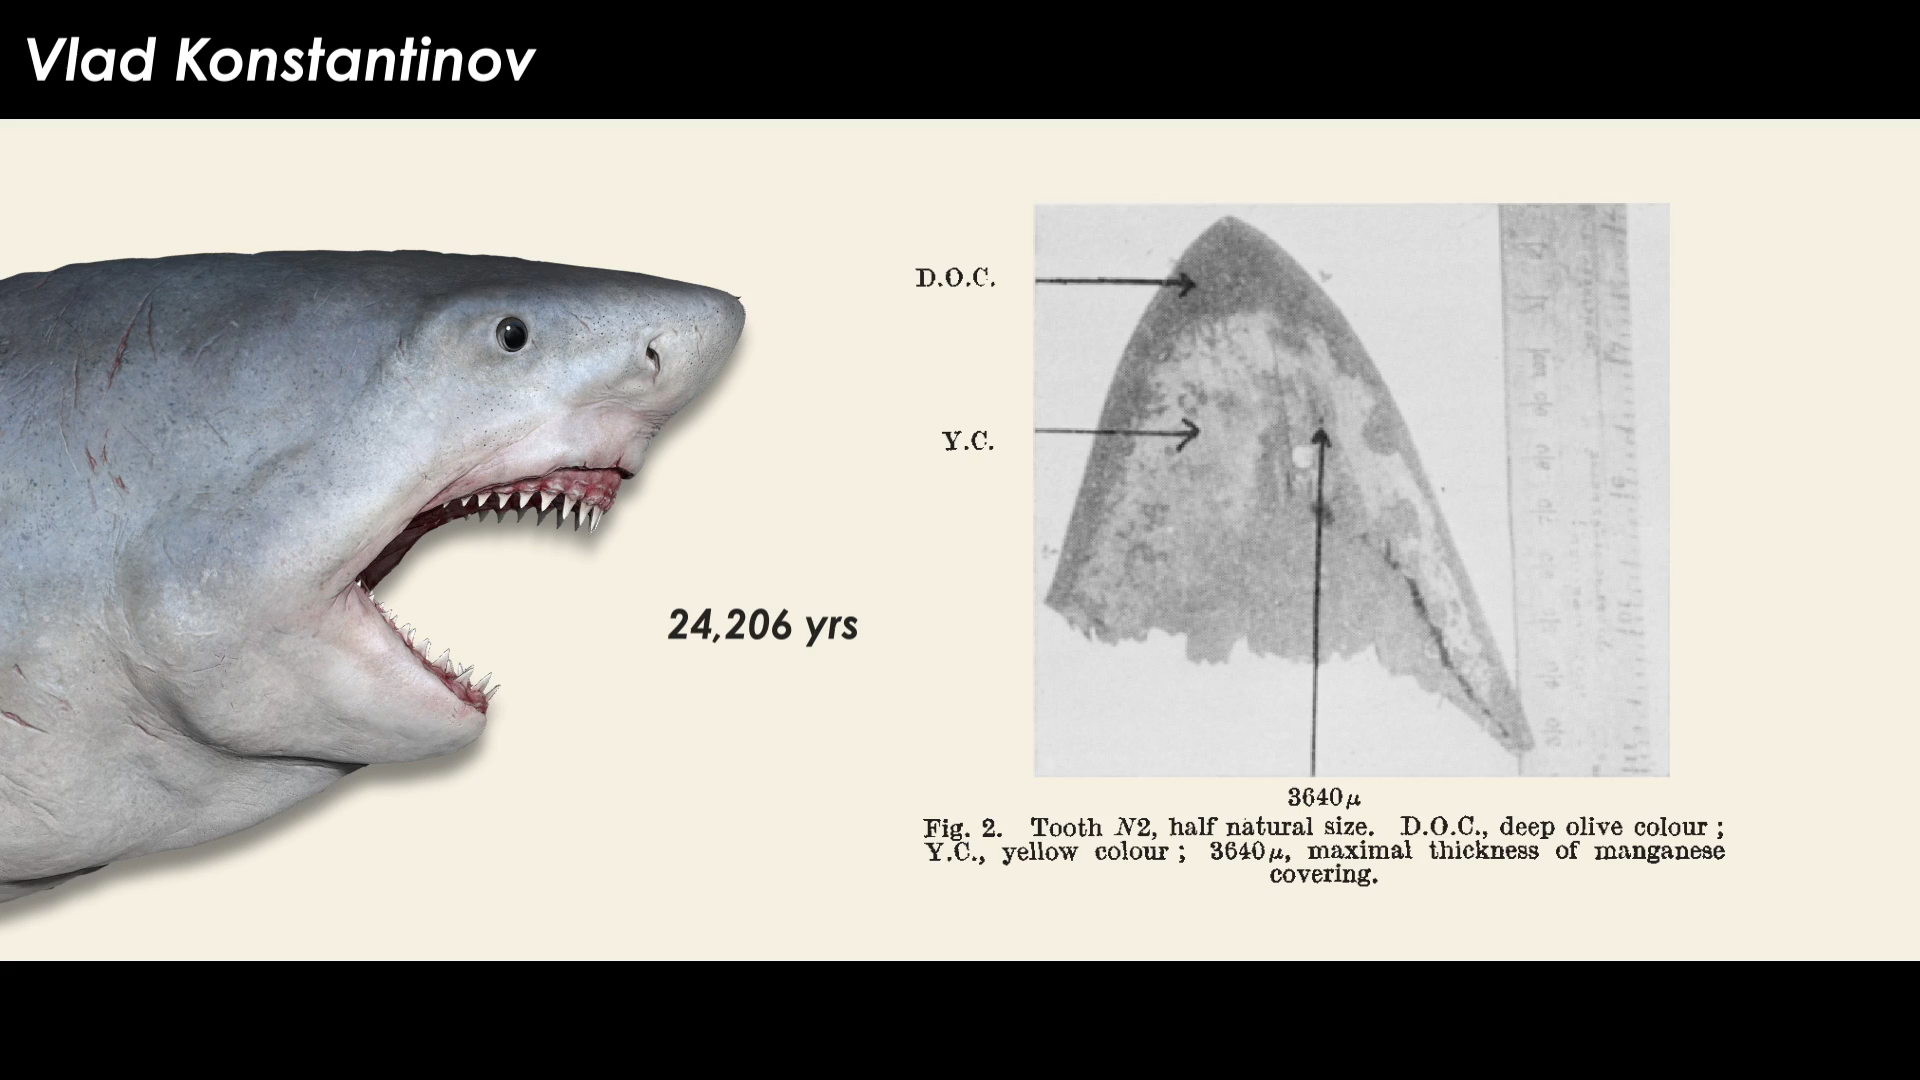 Vlad Konstantinov
D.O.C.
Y.C.
24,206 yrs
3640μ
Fig. 2. Tooth N2, half natural size. D.O.C., deep olive colour ;
Y.C., yellow colour ; 3640μ, maximal thickness of manganese
covering.